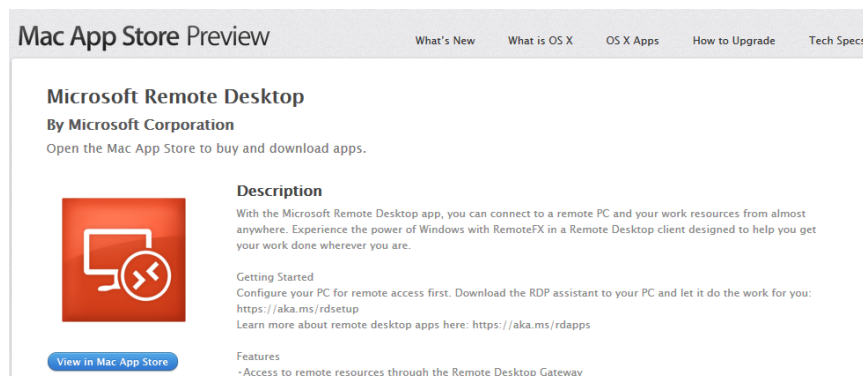 Mac App Store Preview
What's New What is OS X OS X Apps How to Upgrade Tech Specs
Microsoft Remote Desktop
By Microsoft Corporation
Open the Mac App Store to buy and download apps.
Description
With the Microsoft Remote Desktop app, you can connect to a remote PC and your work resources from almost
anywhere. Experience the power of Windows with RemoteFX in a Remote Desktop client designed to help you get
your work done wherever you are.
Getting Started
Configure your PC for remote access first. Download the RDP assistant to your PC and let it do the work for you:
https://aka.ms/rdsetup
Learn more about remote desktop apps here: https://aka.ms/rdapps
View in Mac App Store
Features
-Access to remote resources through the Remote Desktop Gateway